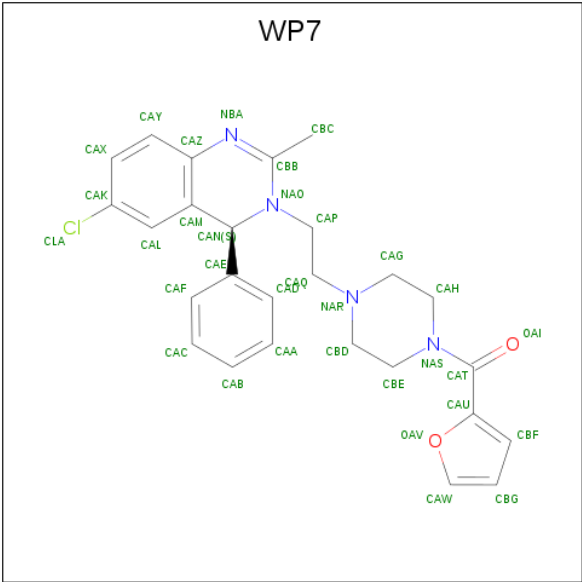 WP7
CAY
NBA
CBC
CAX
CAZ
N
CBB
CAK
NAO
N
CAP
Cl
CAM
CLA
CAL
CAN(S)
CAG
CAE
CAF
CAD
CAQ
N
CAH
NAR
OAI
O
N
CAC
CAA
CBD
NAS
CAT
CAB
CBE
CAU
OAV
O
CBF
CAW
CBG